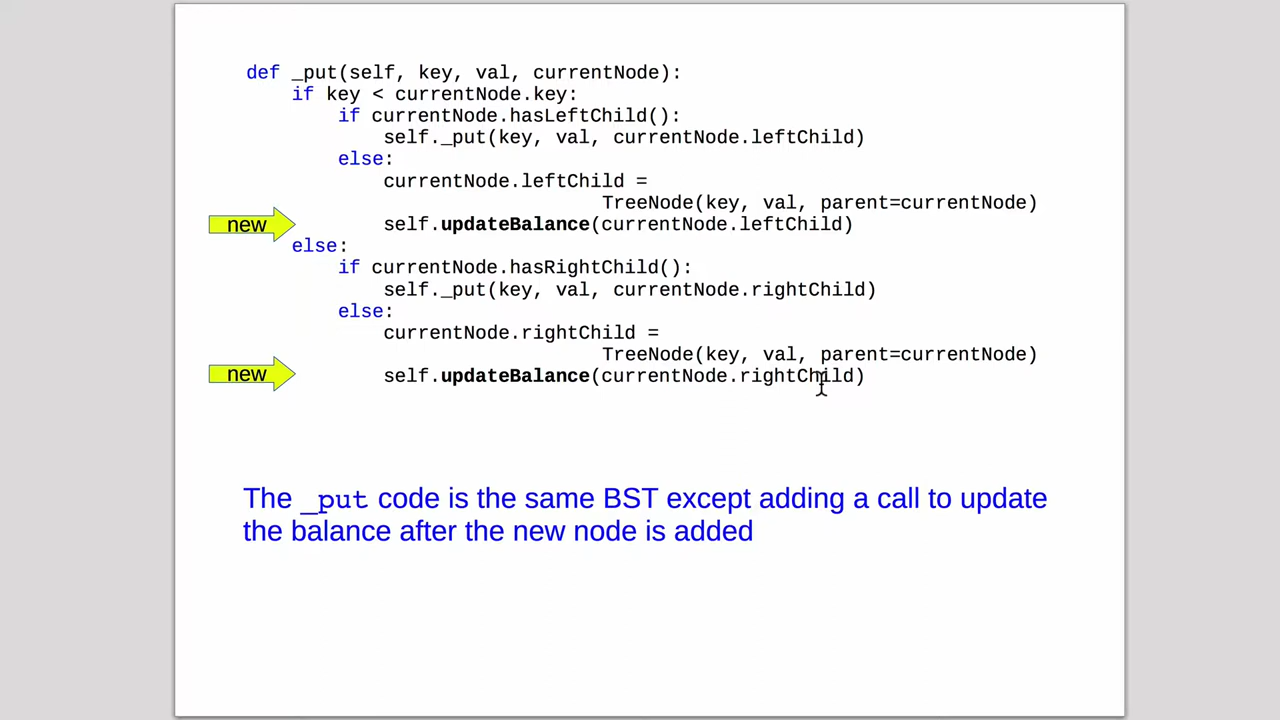 def _put(self, key, val, currentNode):
if key < currentNode.key:
if currentNode.hasLeftChild():
self._put(key, val, currentNode.leftChild)
else:
currentNode.leftChild =
TreeNode(key, val, parent=currentNode)
new self.updateBalance(currentNode.leftChild)
else:
if currentNode.hasRightChild():
self._put(key, val, currentNode.rightChild)
else:
currentNode.rightChild =
TreeNode(key, val, parent=currentNode)
new self.updateBalance(currentNode.rightChild)
The _put code is the same BST except adding a call to update
the balance after the new node is added